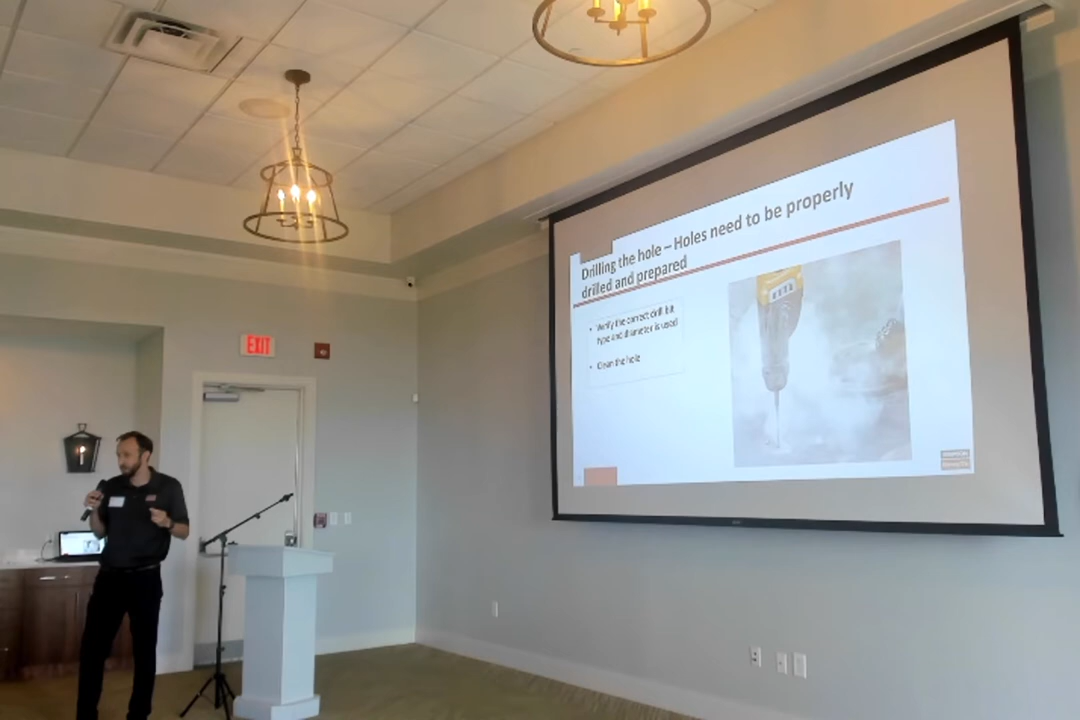 Drilling the hole – Holes need to be properly
drilled and prepared
• Verify the correct drill bit
type and diameter is used
• Clean the hole
EXIT